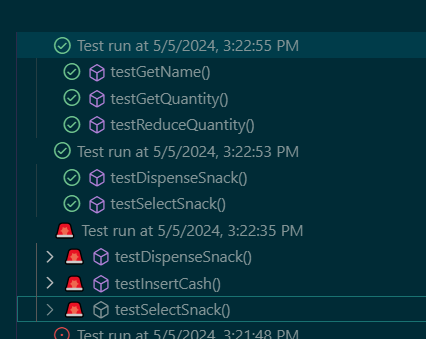 Test run at 5/5/2024, 3:22:55 PM
testGetName()
testGetQuantity()
testReduceQuantity()
Test run at 5/5/2024, 3:22:53 PM
testDispenseSnack()
testSelectSnack()
Test run at 5/5/2024, 3:22:35 PM
testDispenseSnack()
testInsertCash()
testSelectSnack()
Test run at 5/5/2024, 3:21:48 PM